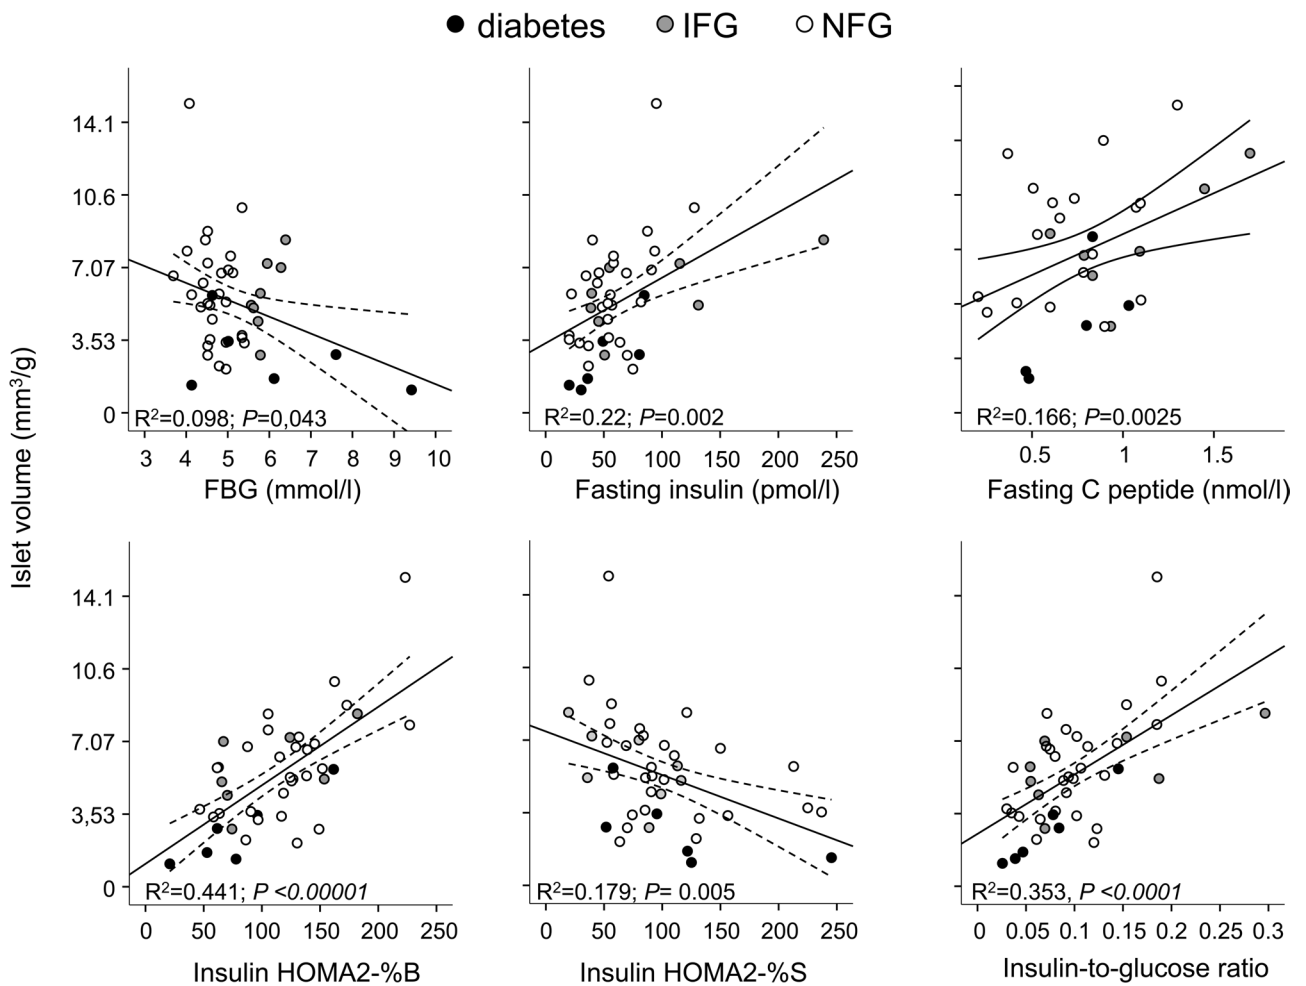 diabetes IFG NFG
Islet volume (mm³/g)
14.1
10.6
7.07
3.53
0
R²=0.098; P=0,043
R²=0.22; P=0.002
R²=0.166; P=0.0025
3 4 5 6 7 8 9 10
0 50 100 150 200 250
0.5 1 1.5
FBG (mmol/l)
Fasting insulin (pmol/l)
Fasting C peptide (nmol/l)
14.1
10.6
7.07
3,53
0
R²=0.441; P <0.00001
R²=0.179; P= 0.005
R²=0.353, P <0.0001
0 50 100 150 200 250
0 50 100 150 200 250
0 0.05 0.1 0.15 0.2 0.25 0.3
Insulin HOMA2-%B
Insulin HOMA2-%S
Insulin-to-glucose ratio